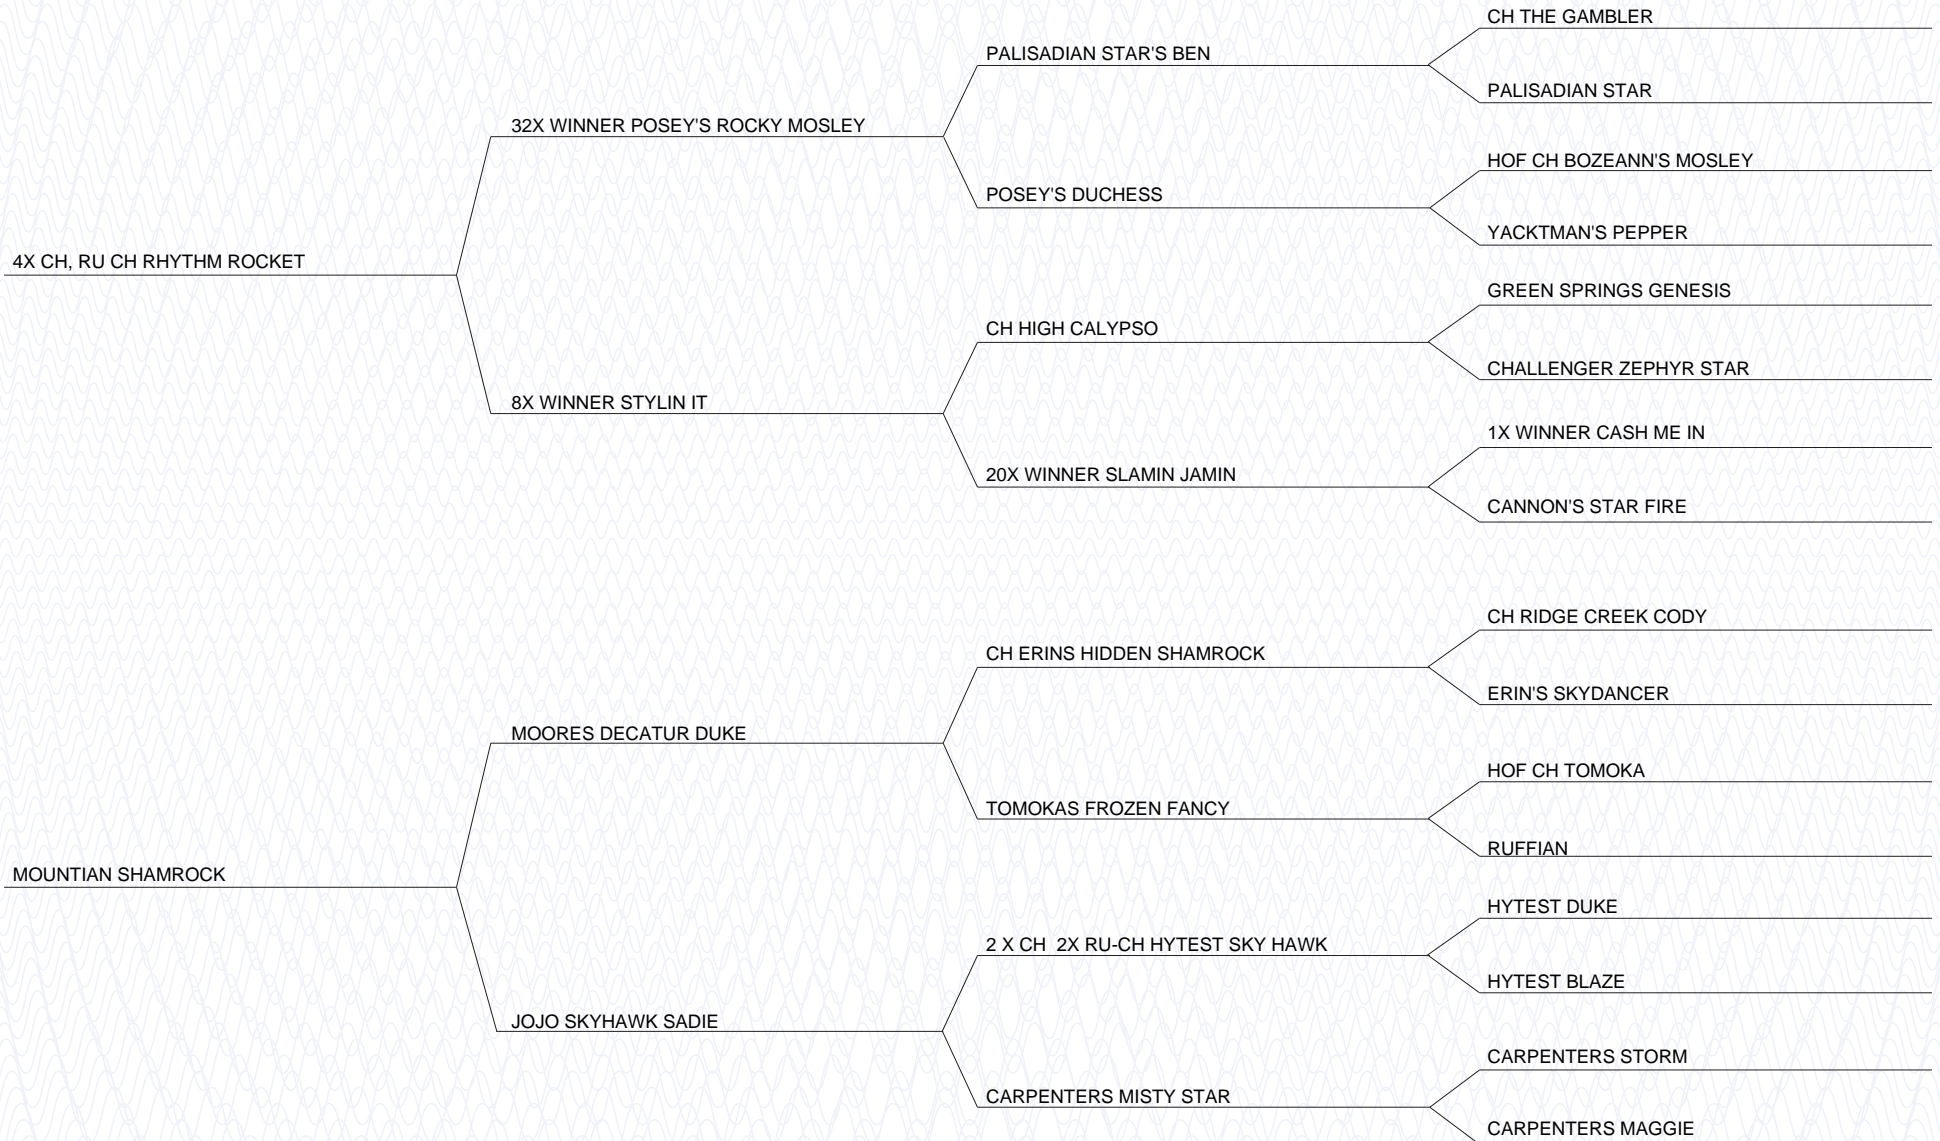 CH THE GAMBLER
PALISADIAN STAR'S BEN
PALISADIAN STAR
32X WINNER POSEY'S ROCKY MOSLEY
HOF CH BOZEANN'S MOSLEY
POSEY'S DUCHESS
YACKTMAN'S PEPPER
4X CH, RU CH RHYTHM ROCKET
GREEN SPRINGS GENESIS
CH HIGH CALYPSO
CHALLENGER ZEPHYR STAR
8X WINNER STYLIN IT
1X WINNER CASH ME IN
20X WINNER SLAMIN JAMIN
CANNON'S STAR FIRE
CH RIDGE CREEK CODY
CH ERINS HIDDEN SHAMROCK
ERIN'S SKYDANCER
MOORES DECATUR DUKE
HOF CH TOMOKA
TOMOKAS FROZEN FANCY
RUFFIAN
MOUNTIAN SHAMROCK
HYTEST DUKE
2 X CH  2X RU-CH HYTEST SKY HAWK
HYTEST BLAZE
JOJO SKYHAWK SADIE
CARPENTERS STORM
CARPENTERS MISTY STAR
CARPENTERS MAGGIE